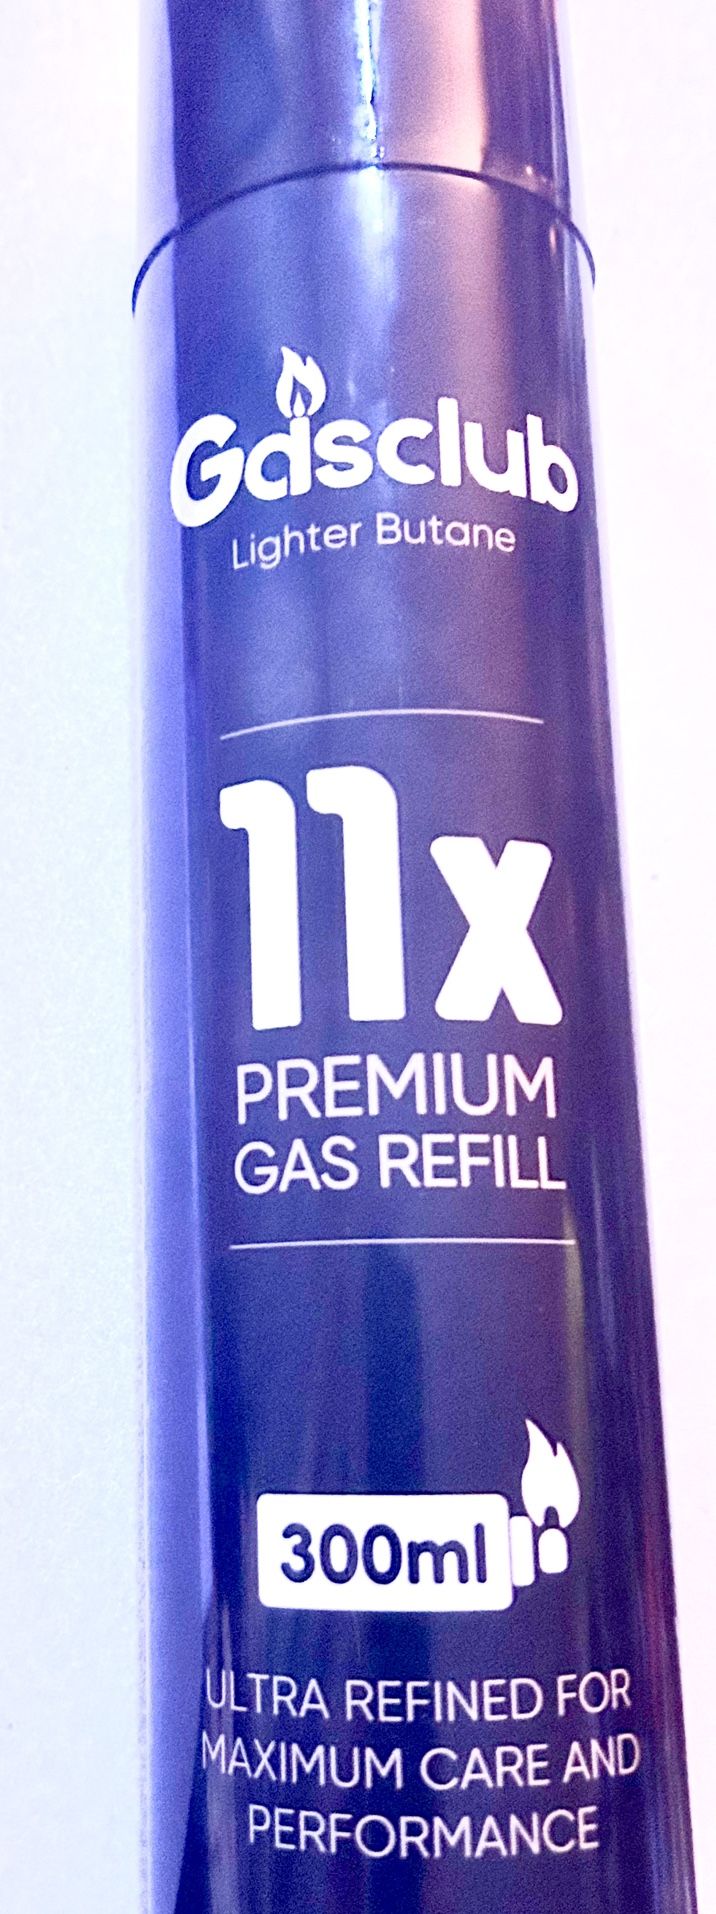 Gasclub
Lighter Butane
11x
PREMIUM
GAS REFILL
300ml
ULTRA REFINED FOR
MAXIMUM CARE AND
PERFORMANCE